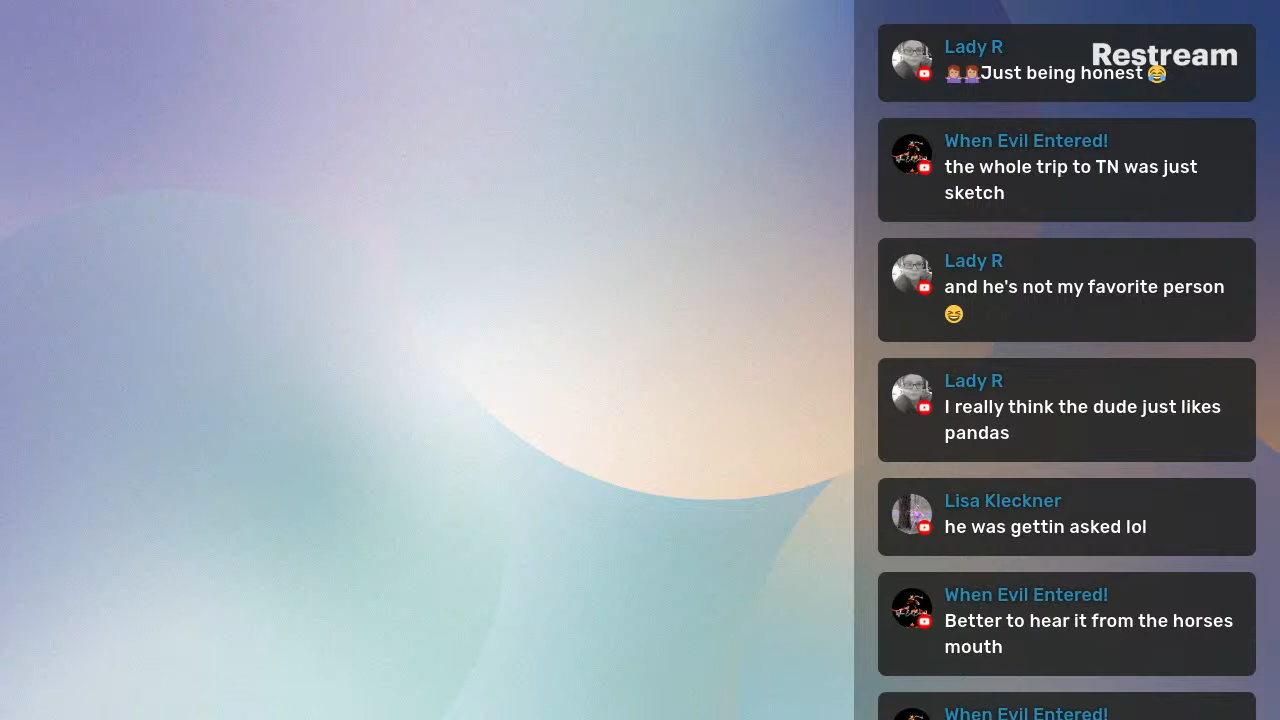 Lady R
Restream
🤷🏽‍♀️🤷🏽‍♀️Just being honest 😂
When Evil Entered!
the whole trip to TN was just
sketch
Lady R
and he's not my favorite person
😆
Lady R
I really think the dude just likes
pandas
Lisa Kleckner
he was gettin asked lol
When Evil Entered!
Better to hear it from the horses
mouth
When Evil Entered!